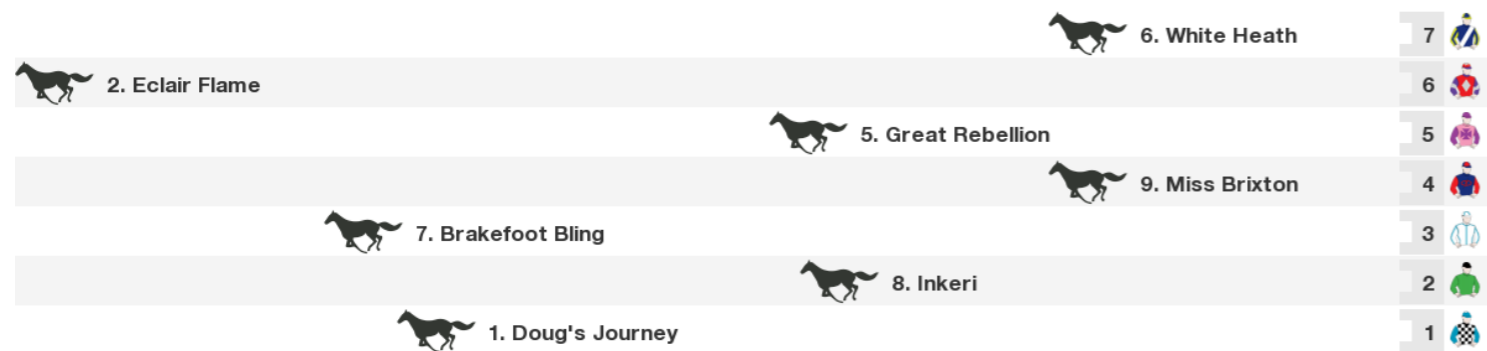 6. White Heath 7
2. Eclair Flame 6
5. Great Rebellion 5
9. Miss Brixton 4
7. Brakefoot Bling 3
8. Inkeri 2
1. Doug's Journey 1